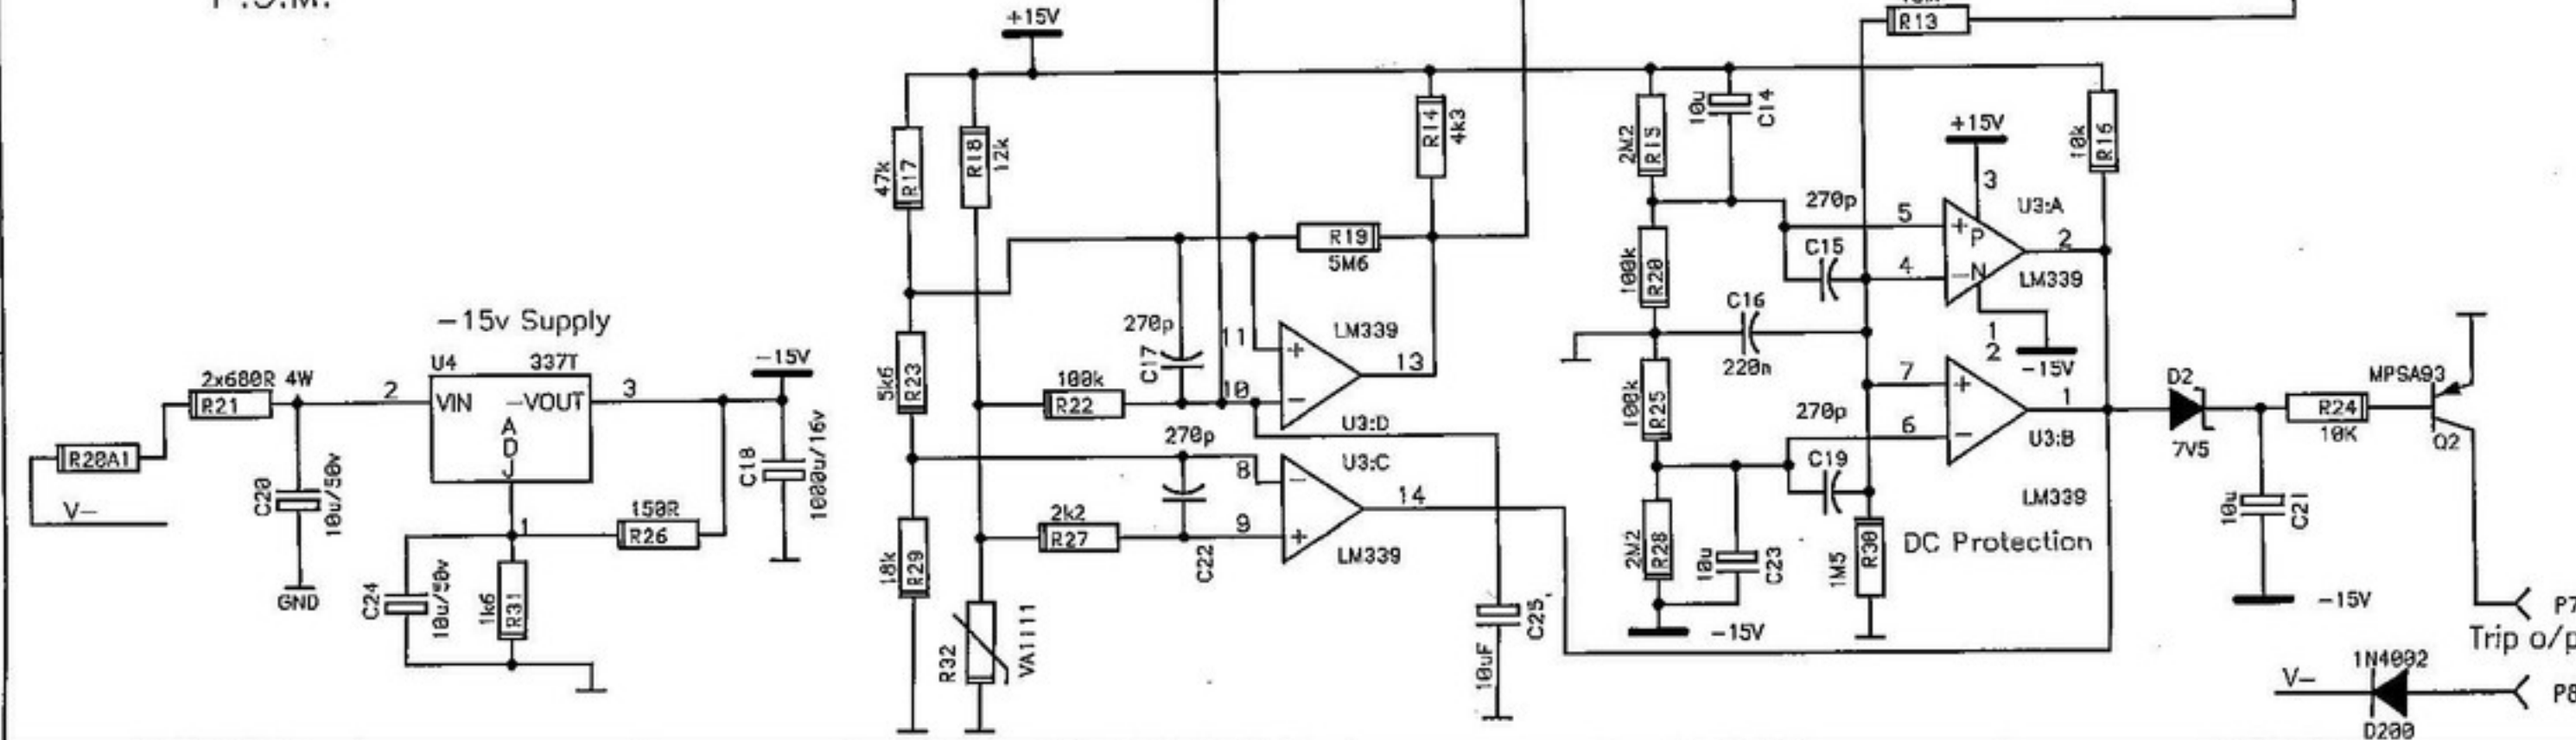 +15V
R13
47k
R17
R18
12k
R14
4k3
2M2
R15
10u
C14
+15V
3
10k
R16
270p
5
+P
U3:A
2
R19
5M6
C15
4
-N
LM339
100k
R20
C16
220n
1
2
-15V
-15v Supply
U4
337T
2x680R 4W
R21
2
VIN
-VOUT
A
D
J
3
-15V
R20A1
V-
C20
10u/50v
GND
1
150R
R26
C18
1000u/16v
C24
10u/50v
1k6
R31
5k6
R23
270p
C17
11
+
LM339
13
100k
R22
10
-
U3:D
270p
8
-
U3:C
14
2k2
R27
9
+
LM339
C22
18k
R29
R32
VA1111
10uF
C25
100k
R25
270p
7
+
1
6
-
U3:B
C19
LM339
2M2
R28
10u
C23
1M5
R30
DC Protection
-15V
D2
7V5
R24
10K
MPSA93
Q2
10u
C21
-15V
P7
Trip o/p
1N4002
V-
D200
P8